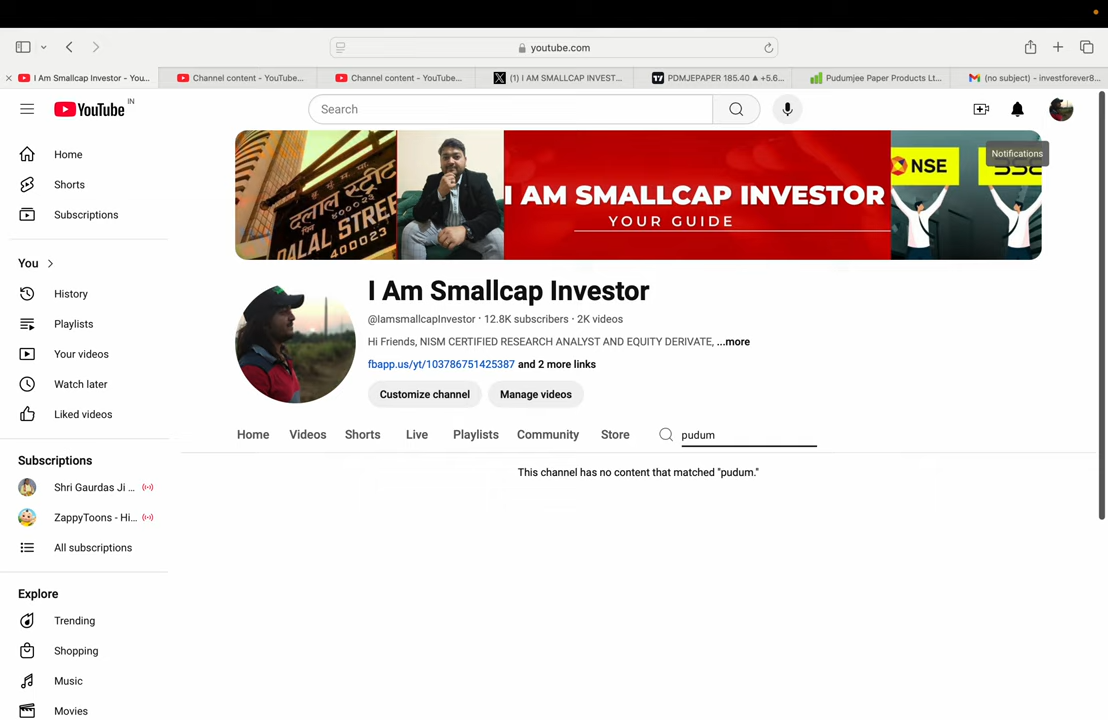 youtube.com
I Am Smallcap Investor - You...
Channel content - YouTube...
Channel content - YouTube...
(1) I AM SMALLCAP INVEST...
PDMJEPAPER 185.40 ▲ +5.6...
Pudumjee Paper Products Lt...
(no subject) - investforever8...
YouTube IN
Search
Notifications
Home
Shorts
Subscriptions
You
History
Playlists
Your videos
Watch later
Liked videos
Subscriptions
Shri Gaurdas Ji ...
ZappyToons - Hi...
All subscriptions
Explore
Trending
Shopping
Music
Movies
दलाल स्ट्रीट
४०००२३
DALAL STREET
400023
I AM SMALLCAP INVESTOR
YOUR GUIDE
NSE
I Am Smallcap Investor
@IamsmallcapInvestor · 12.8K subscribers · 2K videos
Hi Friends, NISM CERTIFIED RESEARCH ANALYST AND EQUITY DERIVATE, ...more
fbapp.us/yt/103786751425387 and 2 more links
Customize channel
Manage videos
Home
Videos
Shorts
Live
Playlists
Community
Store
pudum
This channel has no content that matched "pudum."